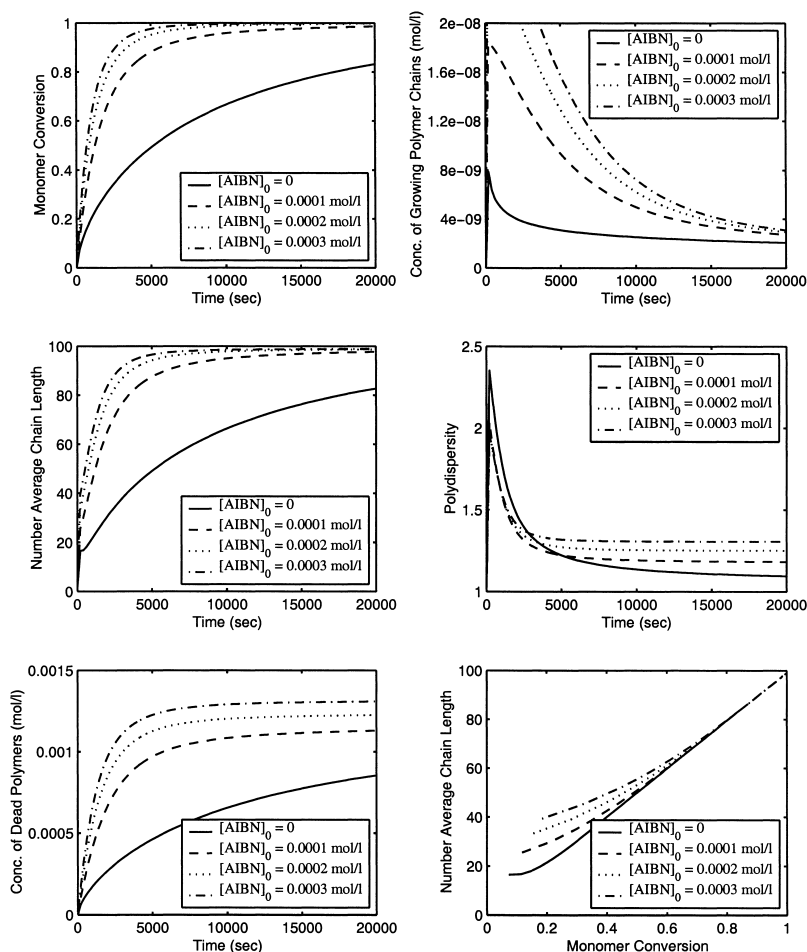 Monomer Conversion
1
0.8
0.6
0.4
0.2
0
0 5000 10000 15000 20000
Time (sec)
[AIBN]0 = 0
[AIBN]0 = 0.0001 mol/l
[AIBN]0 = 0.0002 mol/l
[AIBN]0 = 0.0003 mol/l
Conc. of Growing Polymer Chains (mol/l)
2e-08
1.6e-08
1.2e-08
8e-09
4e-09
0
0 5000 10000 15000 20000
Time (sec)
[AIBN]0 = 0
[AIBN]0 = 0.0001 mol/l
[AIBN]0 = 0.0002 mol/l
[AIBN]0 = 0.0003 mol/l
Number Average Chain Length
100
80
60
40
20
0
0 5000 10000 15000 20000
Time (sec)
[AIBN]0 = 0
[AIBN]0 = 0.0001 mol/l
[AIBN]0 = 0.0002 mol/l
[AIBN]0 = 0.0003 mol/l
Polydispersity
2.5
2
1.5
1
0 5000 10000 15000 20000
Time (sec)
[AIBN]0 = 0
[AIBN]0 = 0.0001 mol/l
[AIBN]0 = 0.0002 mol/l
[AIBN]0 = 0.0003 mol/l
Conc. of Dead Polymers (mol/l)
0.0015
0.001
0.0005
0
0 5000 10000 15000 20000
Time (sec)
[AIBN]0 = 0
[AIBN]0 = 0.0001 mol/l
[AIBN]0 = 0.0002 mol/l
[AIBN]0 = 0.0003 mol/l
Number Average Chain Length
100
80
60
40
20
0
0 0.2 0.4 0.6 0.8 1
Monomer Conversion
[AIBN]0 = 0
[AIBN]0 = 0.0001 mol/l
[AIBN]0 = 0.0002 mol/l
[AIBN]0 = 0.0003 mol/l